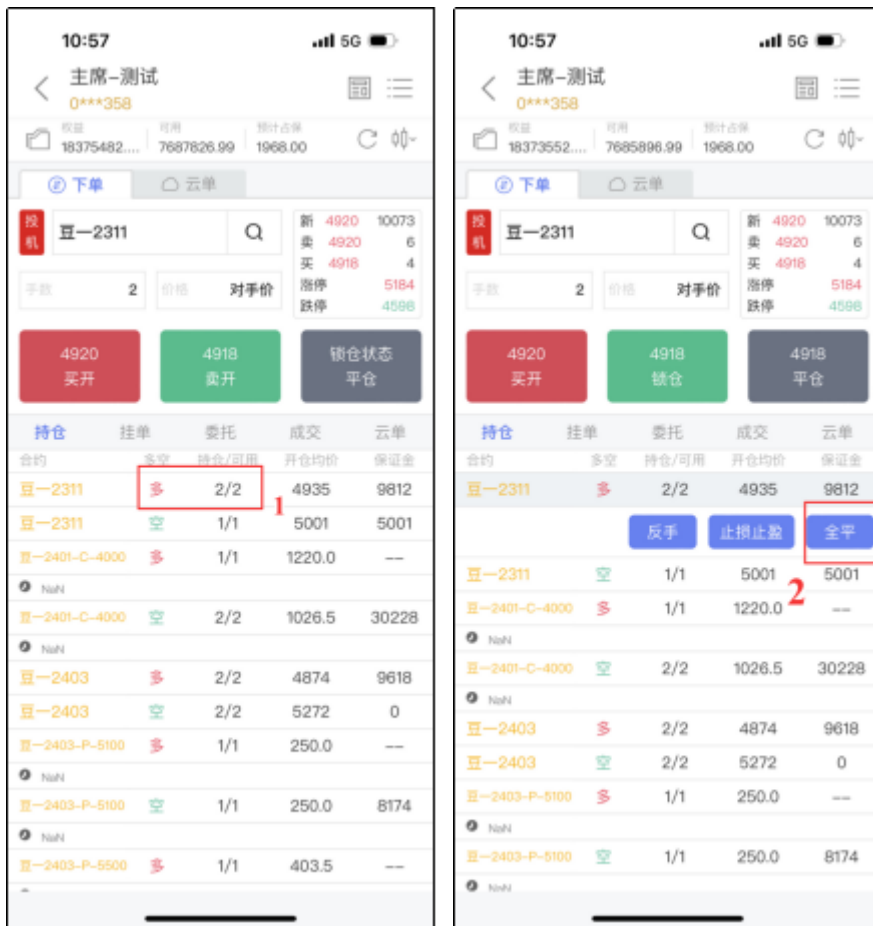 10:57 5G
主席-测试
0***358
权益 可用 预计占保
18375482.... 7687826.99 1968.00
下单 云单
投机 豆一2311
新 4920 10073
卖 4920 6
买 4918 4
涨停 5184
跌停 4598
手数 2 价格 对手价
4920 4918 锁仓状态
买开 卖开 平仓
持仓 挂单 委托 成交 云单
合约 多空 持仓/可用 开仓均价 保证金
豆一2311 多 2/2 4935 9812
1
豆一2311 空 1/1 5001 5001
豆一2401-C-4000 多 1/1 1220.0 --
NaN
豆一2401-C-4000 空 2/2 1026.5 30228
NaN
豆一2403 多 2/2 4874 9618
豆一2403 空 2/2 5272 0
豆一2403-P-5100 多 1/1 250.0 --
NaN
豆一2403-P-5100 空 1/1 250.0 8174
NaN
豆一2403-P-5500 多 1/1 403.5 --
10:57 5G
主席-测试
0***358
权益 可用 预计占保
18373552.... 7685896.99 1968.00
下单 云单
投机 豆一2311
新 4920 10073
卖 4920 6
买 4918 4
涨停 5184
跌停 4598
手数 2 价格 对手价
4920 4918 4918
买开 锁仓 平仓
持仓 挂单 委托 成交 云单
合约 多空 持仓/可用 开仓均价 保证金
豆一2311 多 2/2 4935 9812
反手 止损止盈 全平
2
豆一2311 空 1/1 5001 5001
豆一2401-C-4000 多 1/1 1220.0 --
NaN
豆一2401-C-4000 空 2/2 1026.5 30228
NaN
豆一2403 多 2/2 4874 9618
豆一2403 空 2/2 5272 0
豆一2403-P-5100 多 1/1 250.0 --
NaN
豆一2403-P-5100 空 1/1 250.0 8174
NaN